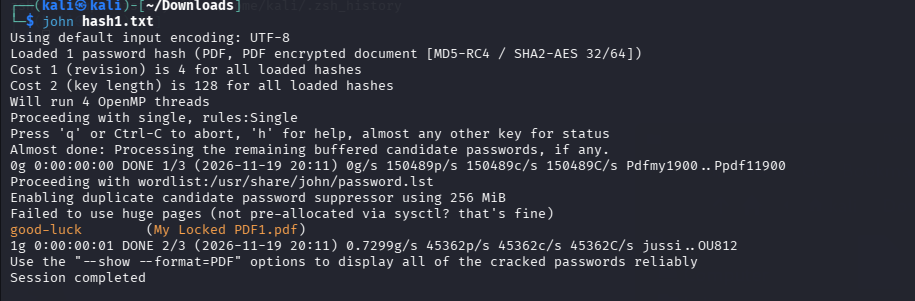 ┌──(kali㉿kali)-[~/Downloads]
└─$ john hash1.txt
Using default input encoding: UTF-8
Loaded 1 password hash (PDF, PDF encrypted document [MD5-RC4 / SHA2-AES 32/64])
Cost 1 (revision) is 4 for all loaded hashes
Cost 2 (key length) is 128 for all loaded hashes
Will run 4 OpenMP threads
Proceeding with single, rules:Single
Press 'q' or Ctrl-C to abort, 'h' for help, almost any other key for status
Almost done: Processing the remaining buffered candidate passwords, if any.
0g 0:00:00:00 DONE 1/3 (2026-11-19 20:11) 0g/s 150489p/s 150489c/s 150489C/s Pdfmy1900..Ppdf11900
Proceeding with wordlist:/usr/share/john/password.lst
Enabling duplicate candidate password suppressor using 256 MiB
Failed to use huge pages (not pre-allocated via sysctl? that's fine)
good-luck        (My Locked PDF1.pdf)
1g 0:00:00:01 DONE 2/3 (2026-11-19 20:11) 0.7299g/s 45362p/s 45362c/s 45362C/s jussi..OU812
Use the "--show --format=PDF" options to display all of the cracked passwords reliably
Session completed